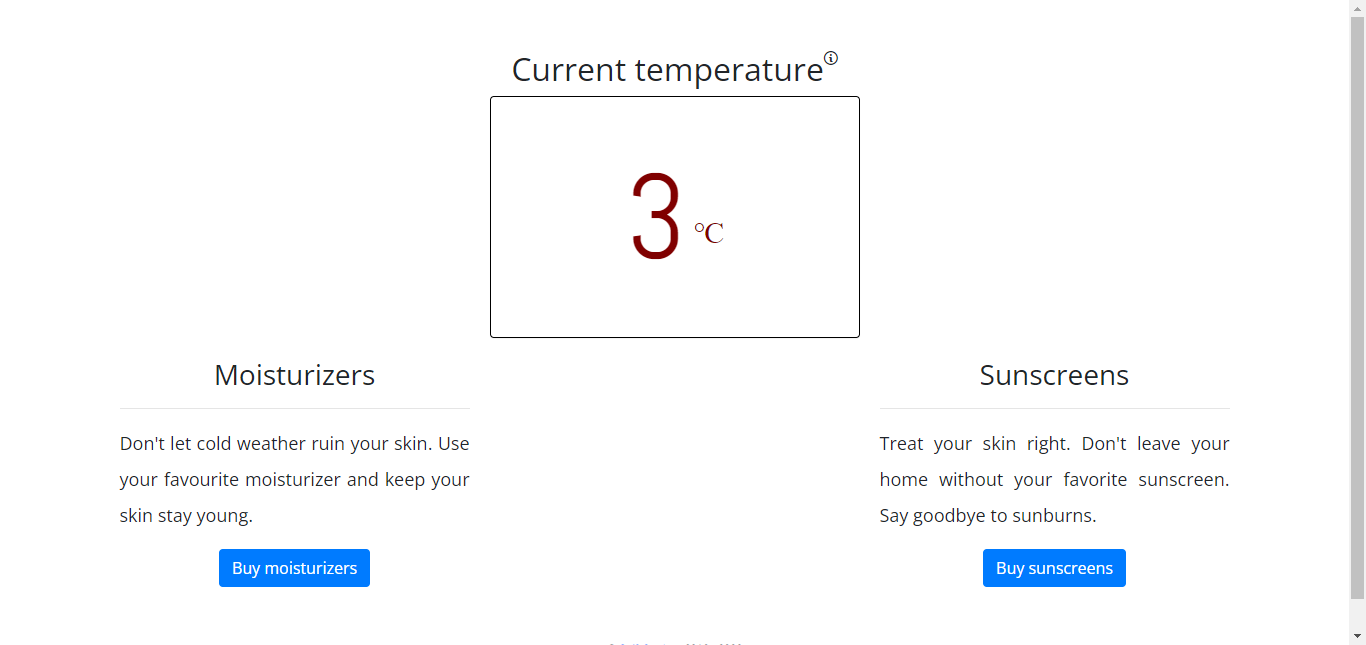 Current temperature
3 ℃
Moisturizers
Don't let cold weather ruin your skin. Use
your favourite moisturizer and keep your
skin stay young.
Buy moisturizers
Sunscreens
Treat your skin right. Don't leave your
home without your favorite sunscreen.
Say goodbye to sunburns.
Buy sunscreens